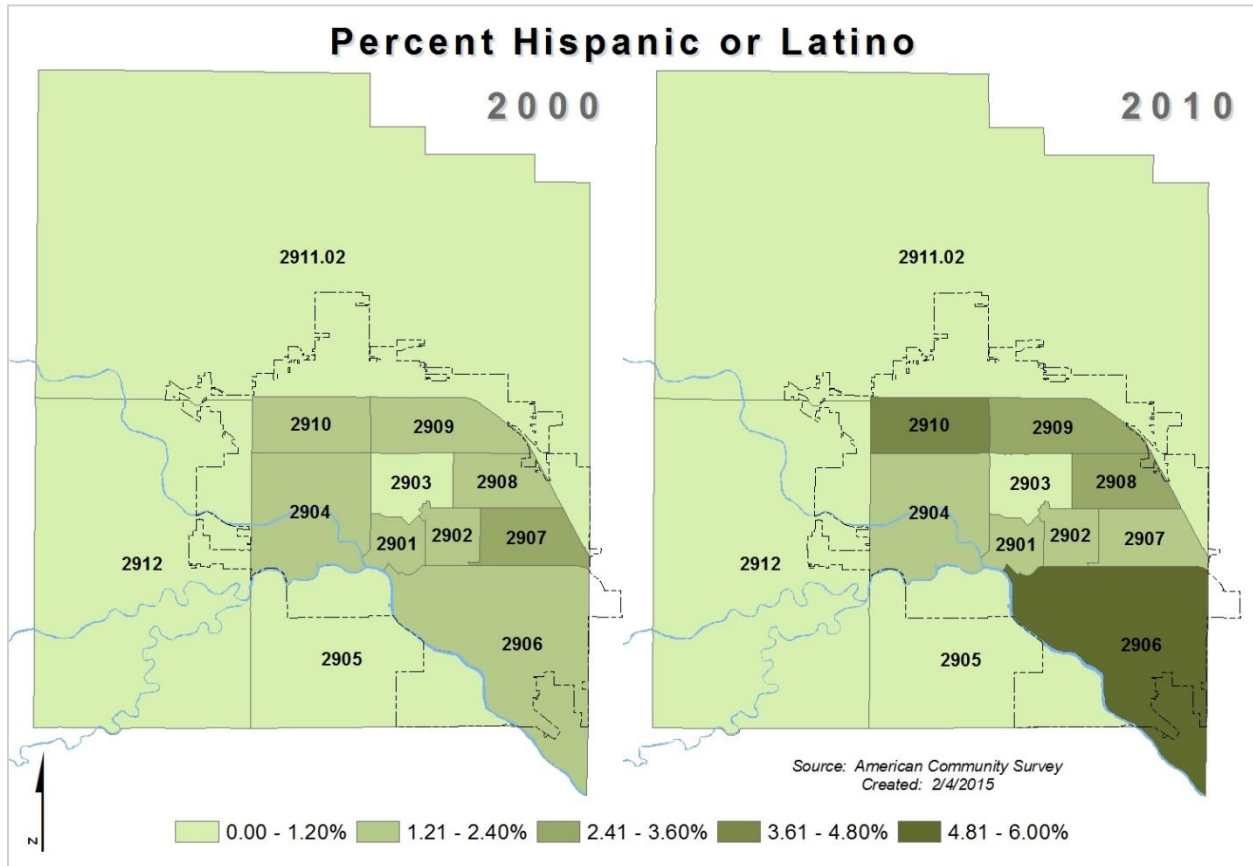 Percent Hispanic or Latino
2000
2010
2911.02
2911.02
2910
2909
2910
2909
2903
2908
2903
2908
2904
2904
2901
2902
2907
2901
2902
2907
2912
2912
2906
2906
2905
2905
Source: American Community Survey
Created: 2/4/2015
N
0.00 - 1.20%
1.21 - 2.40%
2.41 - 3.60%
3.61 - 4.80%
4.81 - 6.00%